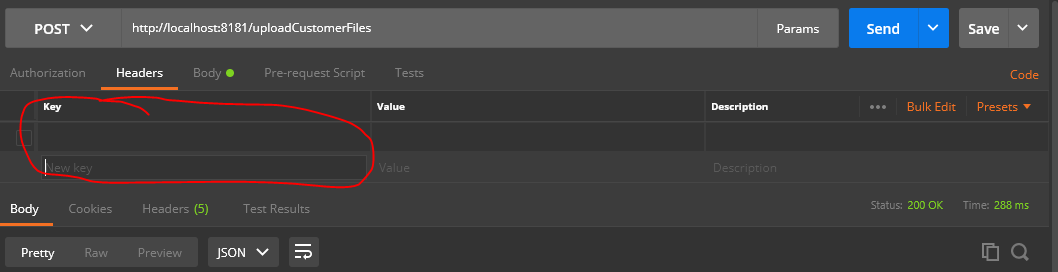 POST http://localhost:8181/uploadCustomerFiles Params Send Save
Authorization Headers Body Pre-request Script Tests Code
Key Value Description Bulk Edit Presets
New key Value Description
Body Cookies Headers (5) Test Results Status: 200 OK Time: 288 ms
Pretty Raw Preview JSON